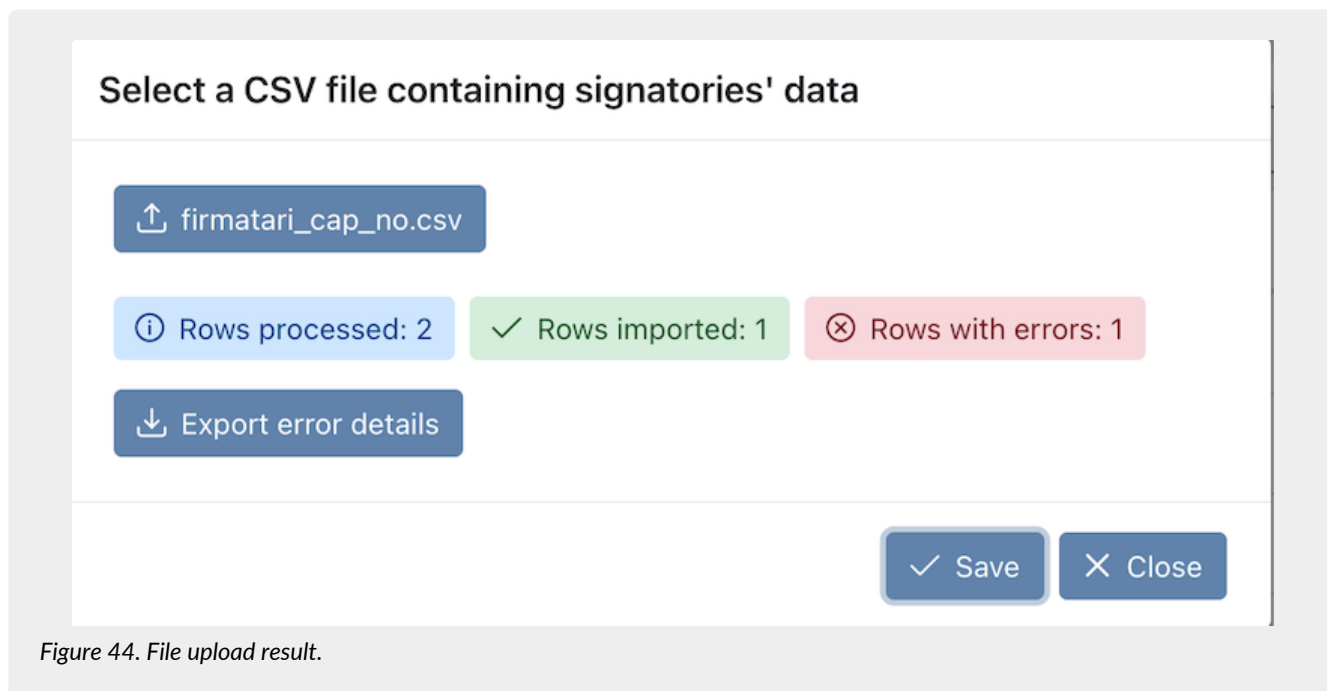 Select a CSV file containing signatories' data
firmatari_cap_no.csv
Rows processed: 2 Rows imported: 1 Rows with errors: 1
Export error details
Save Close
Figure 44. File upload result.